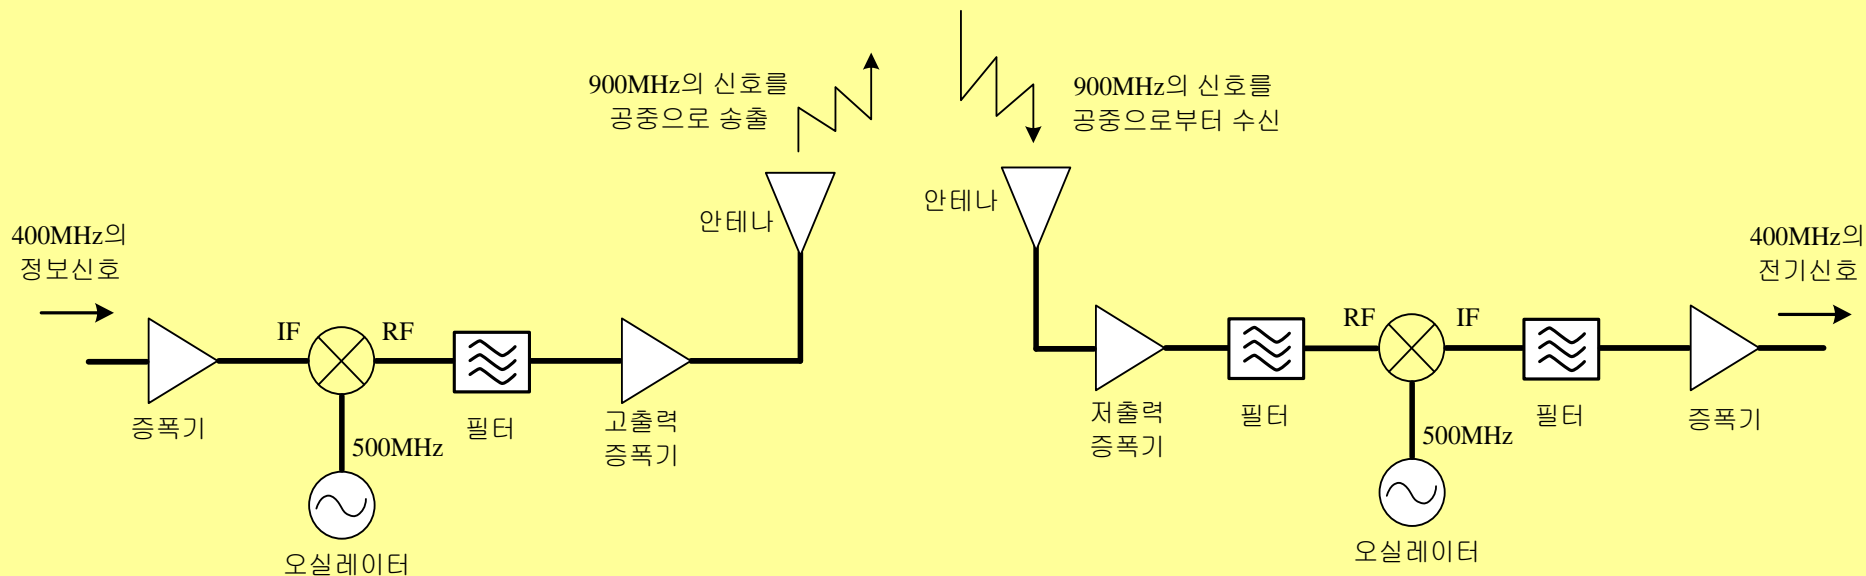 900MHz의 신호를
공중으로 송출
안테나
400MHz의
정보신호
IF
RF
증폭기
500MHz
오실레이터
필터
고출력
증폭기
900MHz의 신호를
공중으로부터 수신
안테나
저출력
증폭기
필터
RF
IF
500MHz
오실레이터
필터
증폭기
400MHz의
전기신호